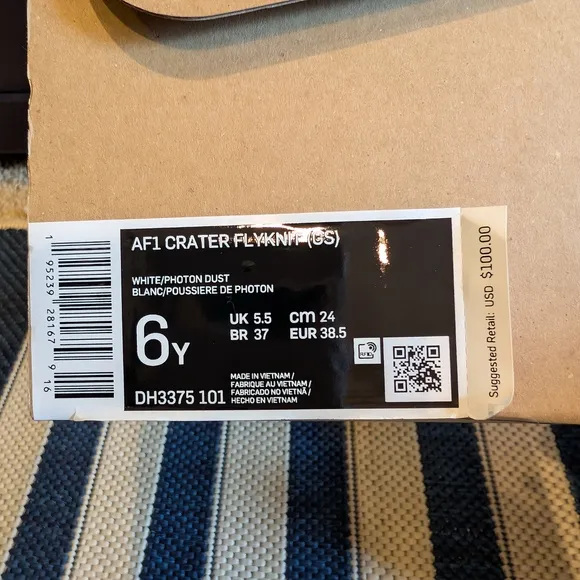 AF1 CRATER FLYKNIT (GS)
WHITE/PHOTON DUST
BLANC/POUSSIERE DE PHOTON
6Y
UK 5.5 cm 24
BR 37 EUR 38.5
MADE IN VIETNAM /
FABRIQUE AU VIETNAM /
FABRICADO NO VIETNÃ /
HECHO EN VIETNAM
DH3375 101
1 95239 28167 9 16
Suggested Retail: USD $100.00